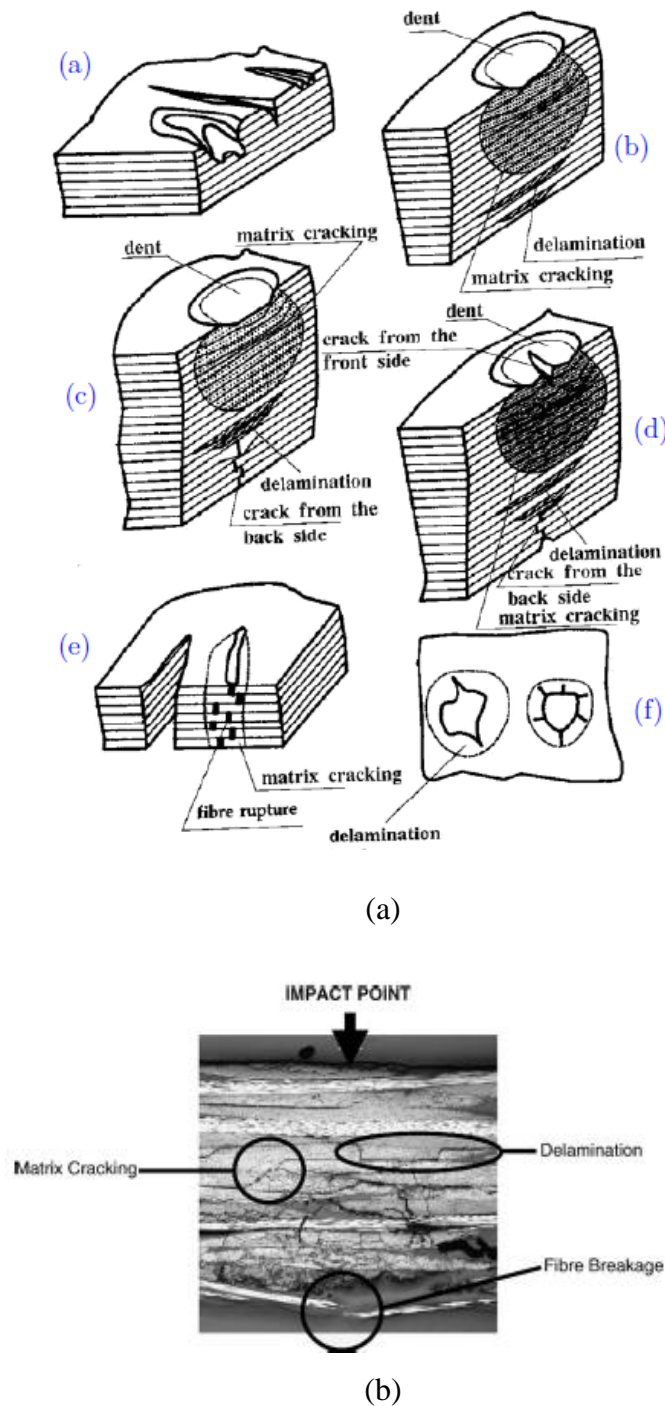 (a)
dent
(b)
delamination
matrix cracking
matrix cracking
dent
crack from the
front side
(c)
delamination
crack from the
back side
dent
(d)
delamination
crack from the
back side
matrix cracking
(e)
matrix cracking
fibre rupture
(f)
delamination
(a)
IMPACT POINT
Matrix Cracking
Delamination
Fibre Breakage
(b)